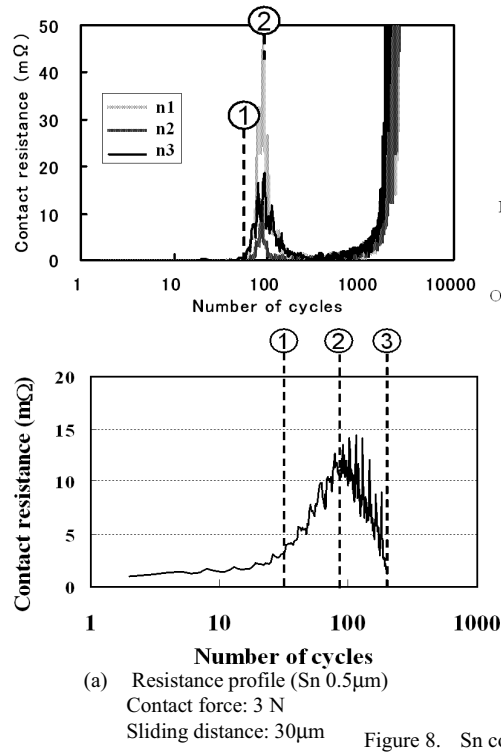 ②
50
40
30
20
10
0
Contact resistance (mΩ)
n1
n2
n3
①
1
10
100
1000
10000
Number of cycles
O
①
②
③
20
15
10
5
0
Contact resistance (mΩ)
1
10
100
1000
Number of cycles
(a) Resistance profile (Sn 0.5μm)
Contact force: 3 N
Sliding distance: 30μm
Figure 8. Sn co